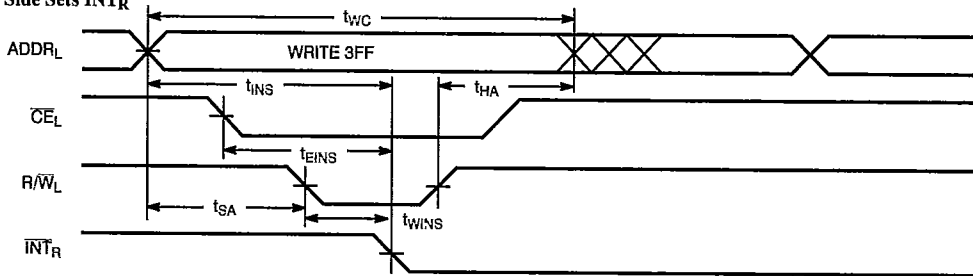 Side Sets INTR
tWC
ADDRL
WRITE 3FF
tINS
tHA
CEL
tEINS
R/WL
tSA
tWINS
INTR